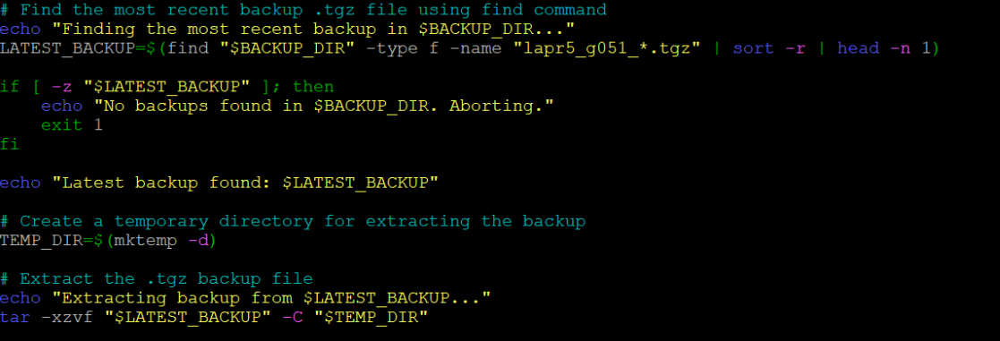 # Find the most recent backup .tgz file using find command
echo "Finding the most recent backup in $BACKUP_DIR..."
LATEST_BACKUP=$(find "$BACKUP_DIR" -type f -name "lapr5_g051_*.tgz" | sort -r | head -n 1)

if [ -z "$LATEST_BACKUP" ]; then
    echo "No backups found in $BACKUP_DIR. Aborting."
    exit 1
fi

echo "Latest backup found: $LATEST_BACKUP"

# Create a temporary directory for extracting the backup
TEMP_DIR=$(mktemp -d)

# Extract the .tgz backup file
echo "Extracting backup from $LATEST_BACKUP..."
tar -xzvf "$LATEST_BACKUP" -C "$TEMP_DIR"